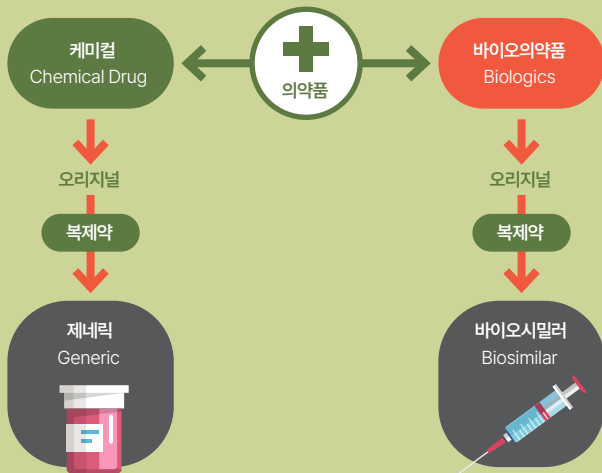 케미컬
Chemical Drug
의약품
바이오의약품
Biologics
오리지널
오리지널
복제약
복제약
제네릭
Generic
바이오시밀러
Biosimilar